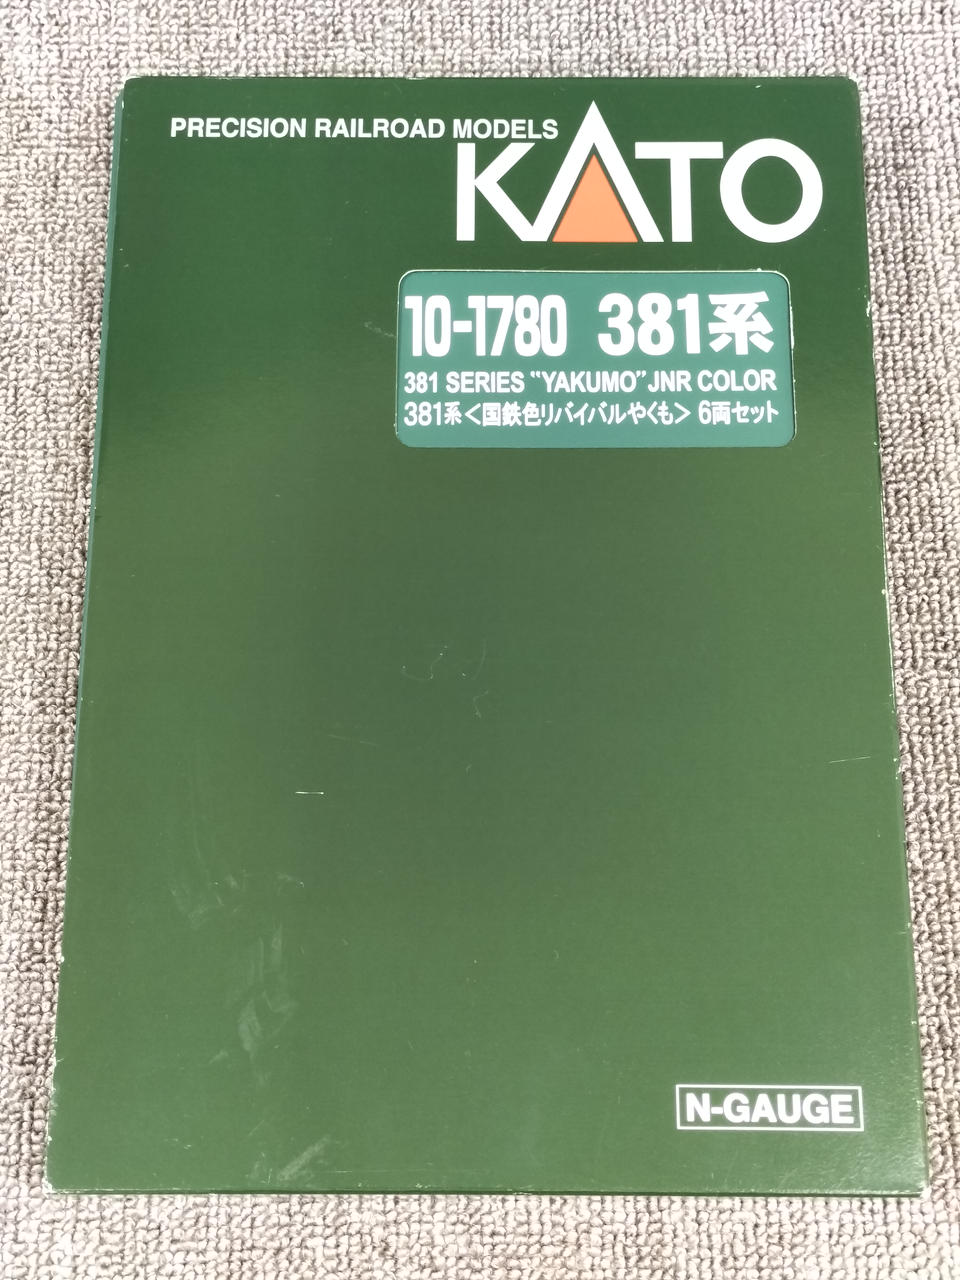 PRECISION RAILROAD MODELS
KATO
10-1780 381系
381 SERIES "YAKUMO" JNR COLOR
381系<国鉄色リバイバルやくも> 6両セット
N-GAUGE